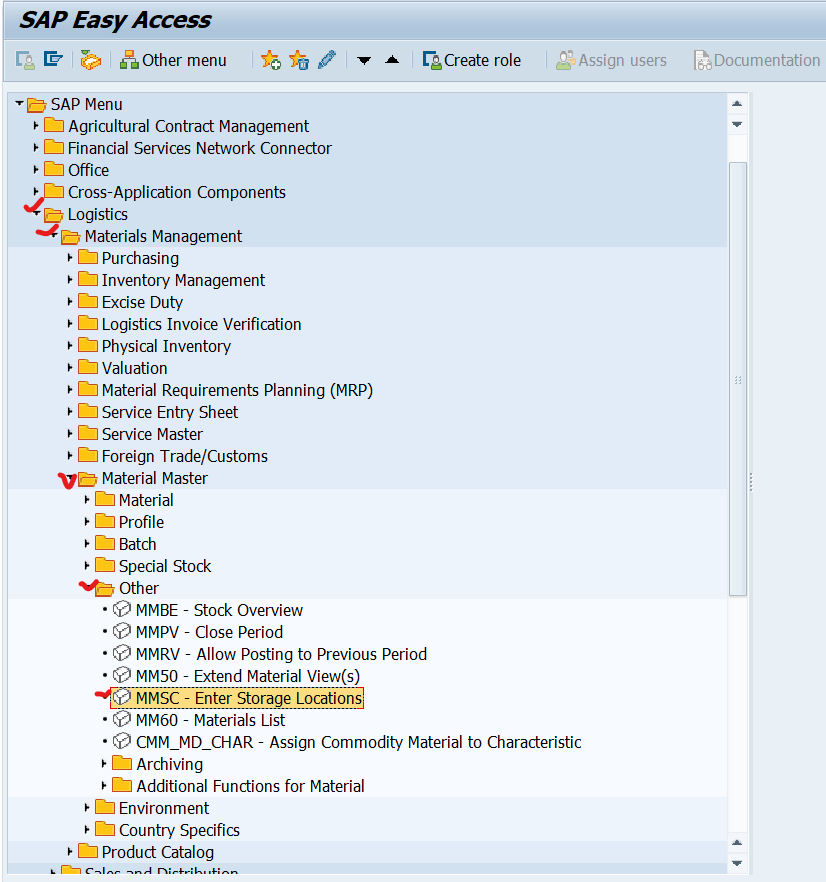 SAP Easy Access
Other menu Create role Assign users Documentation
SAP Menu
Agricultural Contract Management
Financial Services Network Connector
Office
Cross-Application Components
Logistics
Materials Management
Purchasing
Inventory Management
Excise Duty
Logistics Invoice Verification
Physical Inventory
Valuation
Material Requirements Planning (MRP)
Service Entry Sheet
Service Master
Foreign Trade/Customs
Material Master
Material
Profile
Batch
Special Stock
Other
MMBE - Stock Overview
MMPV - Close Period
MMRV - Allow Posting to Previous Period
MM50 - Extend Material View(s)
MMSC - Enter Storage Locations
MM60 - Materials List
CMM_MD_CHAR - Assign Commodity Material to Characteristic
Archiving
Additional Functions for Material
Environment
Country Specifics
Product Catalog
Sales and Distribution